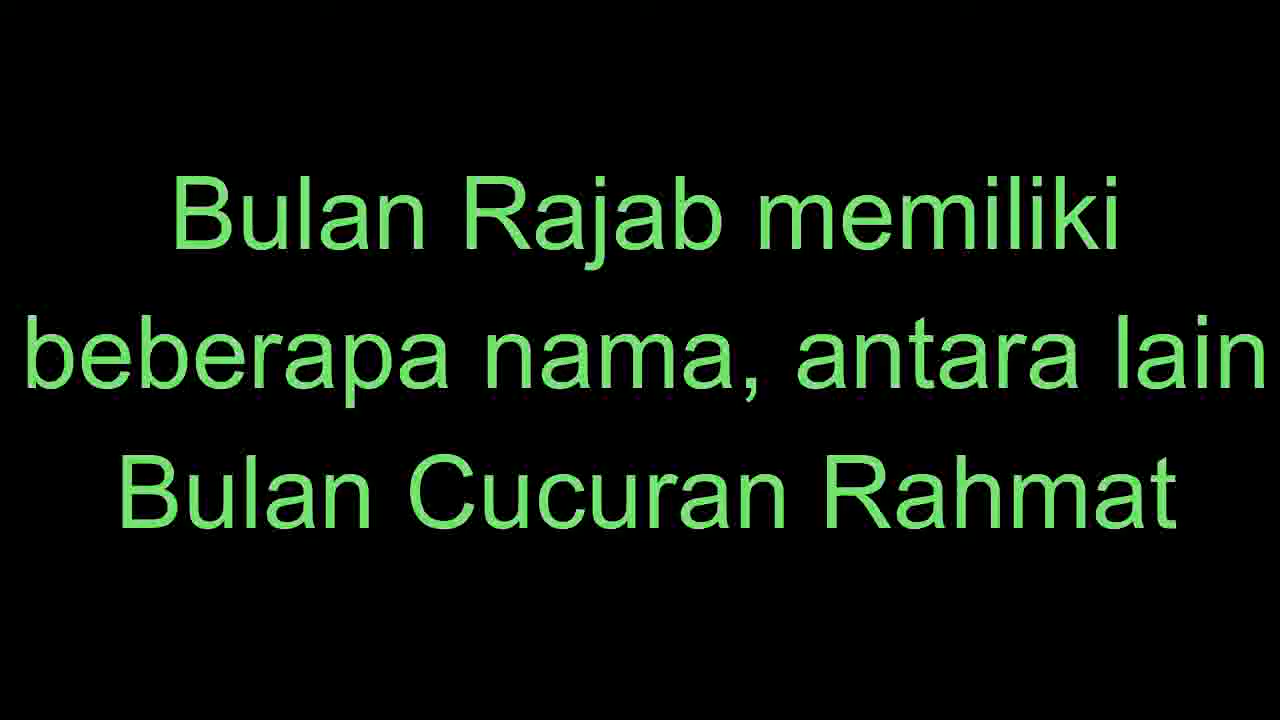 Bulan Rajab memiliki
beberapa nama, antara lain
Bulan Cucuran Rahmat